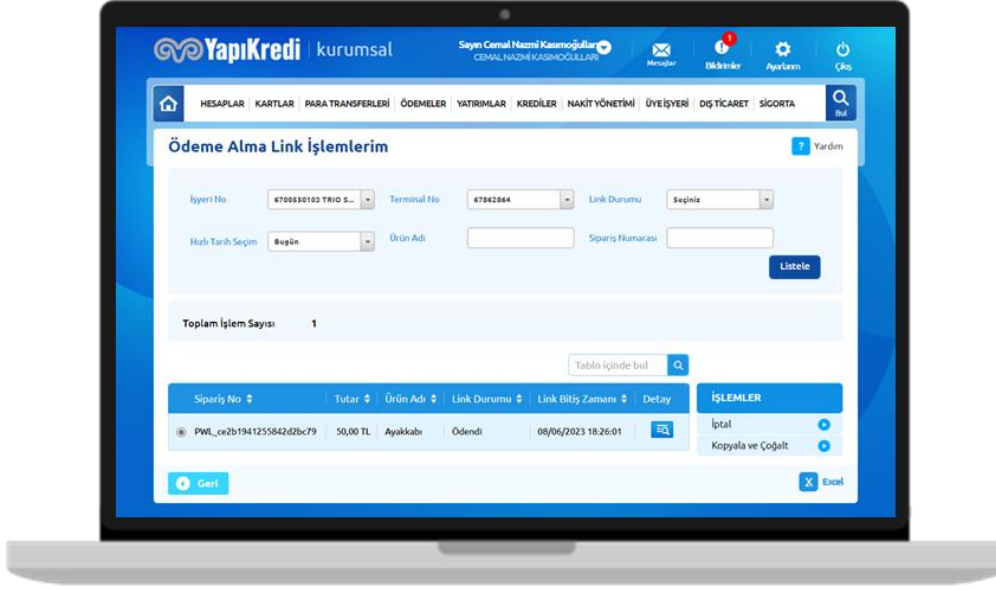 YapıKredi kurumsal
Sayın Cemal Nazmi Kasımoğulları
CEMAL NAZMİ KASIMOĞULLARI
Mesajlar
1
Bildirimler
Ayarlarım
Çıkış
HESAPLAR KARTLAR PARA TRANSFERLERİ ÖDEMELER YATIRIMLAR KREDİLER NAKİT YÖNETİMİ ÜYE İŞYERİ DIŞ TİCARET SİGORTA
Bul
Ödeme Alma Link İşlemlerim
? Yardım
İşyeri No 6700550103 TRIO S... Terminal No 67862864 Link Durumu Seçiniz
Hızlı Tarih Seçim Bugün Ürün Adı Sipariş Numarası
Listele
Toplam İşlem Sayısı 1
Tablo içinde bul
Sipariş No Tutar Ürün Adı Link Durumu Link Bitiş Zamanı Detay
PWL_ce2b1941255842d2bc79 50,00 TL Ayakkabı Ödendi 08/06/2023 18:26:01
İŞLEMLER
İptal
Kopyala ve Çoğalt
Geri
X Excel